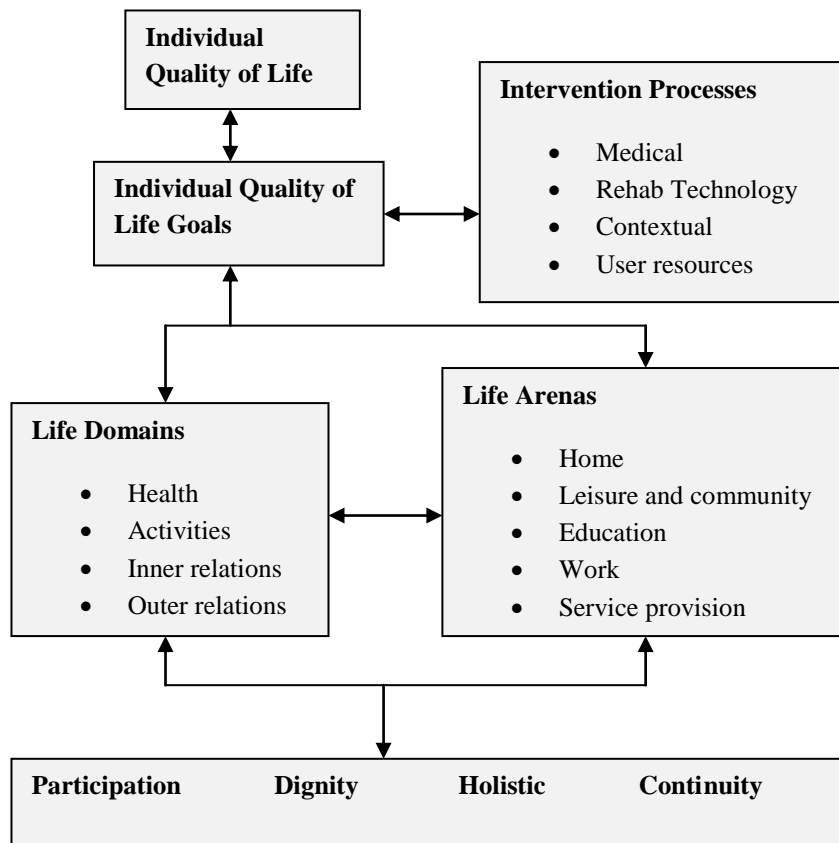 Individual
Quality of Life
Intervention Processes
• Medical
• Rehab Technology
• Contextual
• User resources
Individual Quality of
Life Goals
Life Domains
• Health
• Activities
• Inner relations
• Outer relations
Life Arenas
• Home
• Leisure and community
• Education
• Work
• Service provision
Participation Dignity Holistic Continuity